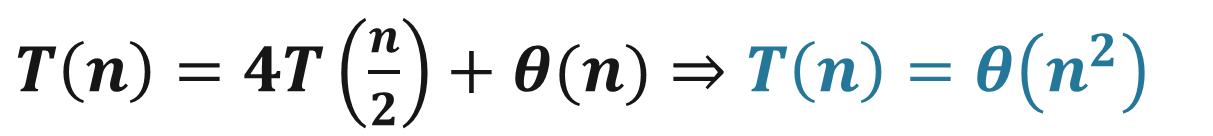 T(n) = 4T(n/2) + θ(n) ⇒ T(n) = θ(n²)